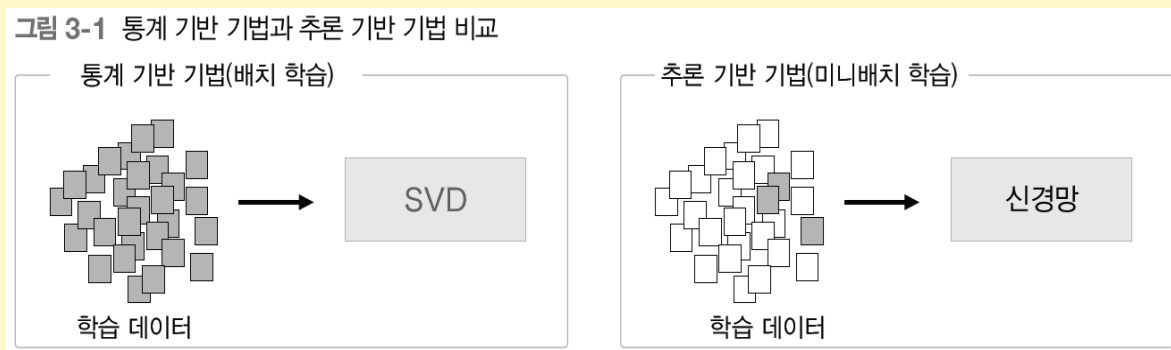 그림 3-1 통계 기반 기법과 추론 기반 기법 비교
통계 기반 기법(배치 학습)
SVD
학습 데이터
추론 기반 기법(미니배치 학습)
신경망
학습 데이터